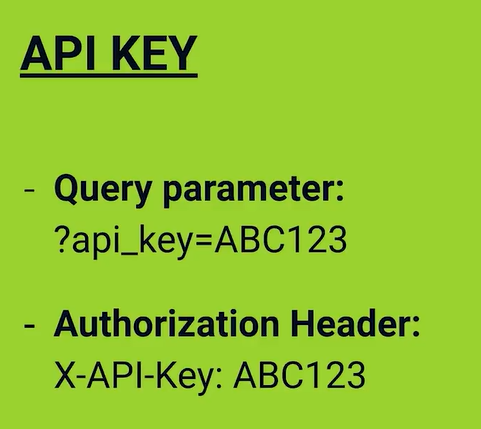 API KEY
- Query parameter:
?api_key=ABC123
- Authorization Header:
X-API-Key: ABC123